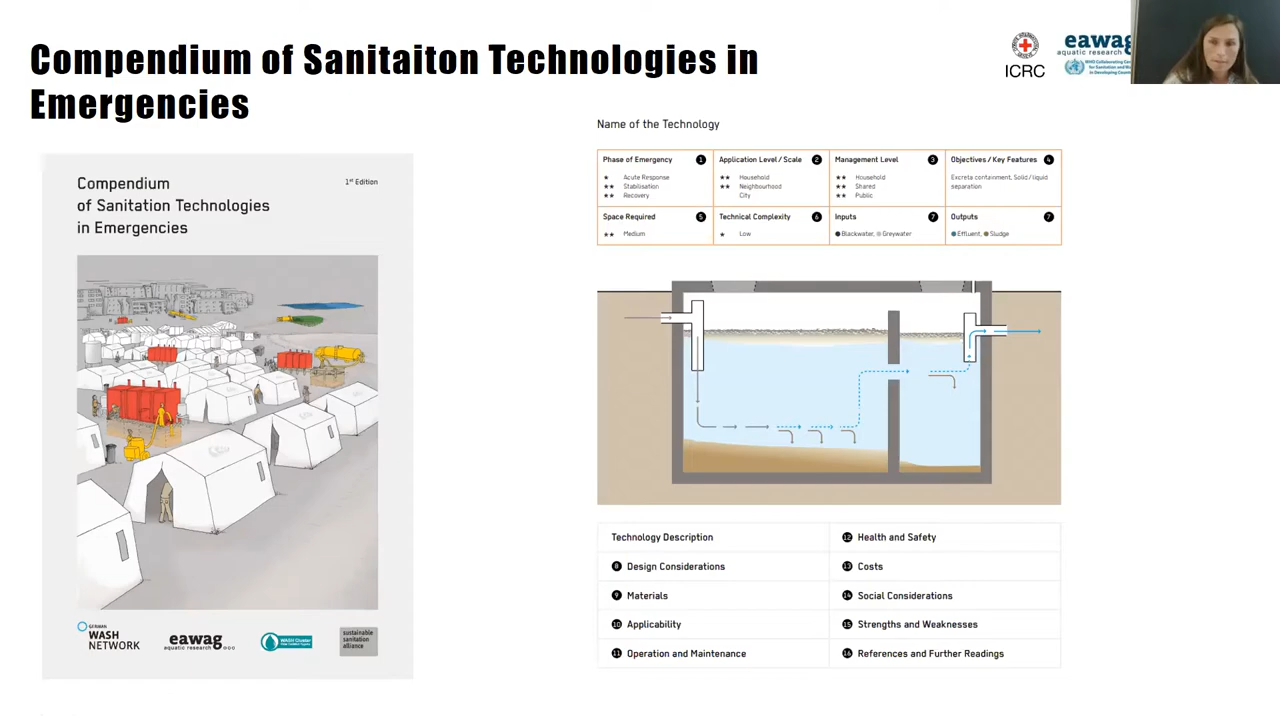 Compendium of Sanitaiton Technologies in
Emergencies
ICRC
eawag
aquatic research
Compendium
of Sanitation Technologies
in Emergencies
1st Edition
GERMAN
WASH
NETWORK
eawag
aquatic research
WASH Cluster
sustainable
sanitation
alliance
Name of the Technology
Phase of Emergency 1
★ Acute Response
★★ Stabilisation
★★ Recovery
Application Level / Scale 2
★★ Household
★★ Neighbourhood
City
Management Level 3
★★ Household
★★ Shared
★★ Public
Objectives / Key Features 4
Excreta containment, Solid / liquid
separation
Space Required 5
★★ Medium
Technical Complexity 6
★ Low
Inputs 7
Blackwater, Greywater
Outputs 7
Effluent, Sludge
Technology Description
8 Design Considerations
9 Materials
10 Applicability
11 Operation and Maintenance
12 Health and Safety
13 Costs
14 Social Considerations
15 Strengths and Weaknesses
16 References and Further Readings